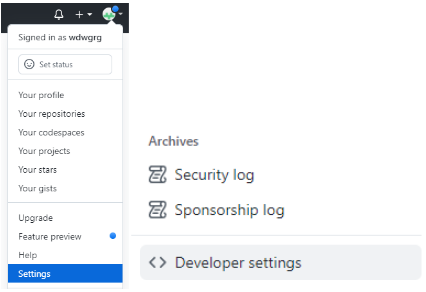 Signed in as wdwgrg
Set status
Your profile
Your repositories
Your codespaces
Your projects
Your stars
Your gists
Upgrade
Feature preview
Help
Settings
Archives
Security log
Sponsorship log
Developer settings